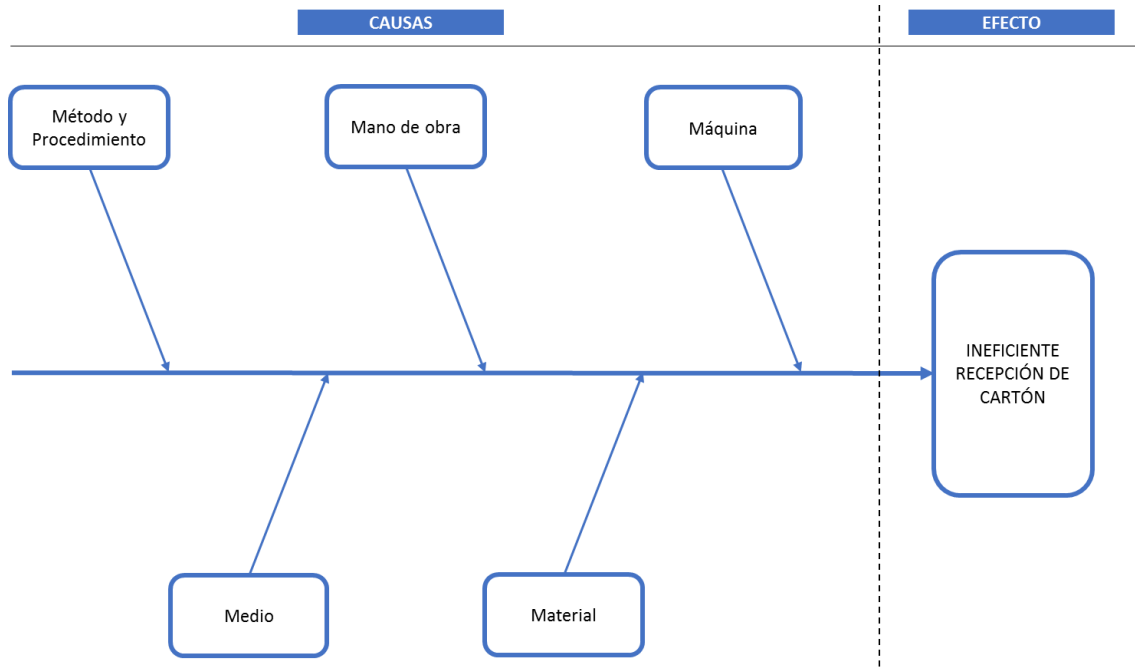 CAUSAS
EFECTO
Método y
Procedimiento
Mano de obra
Máquina
INEFICIENTE
RECEPCIÓN DE
CARTÓN
Medio
Material